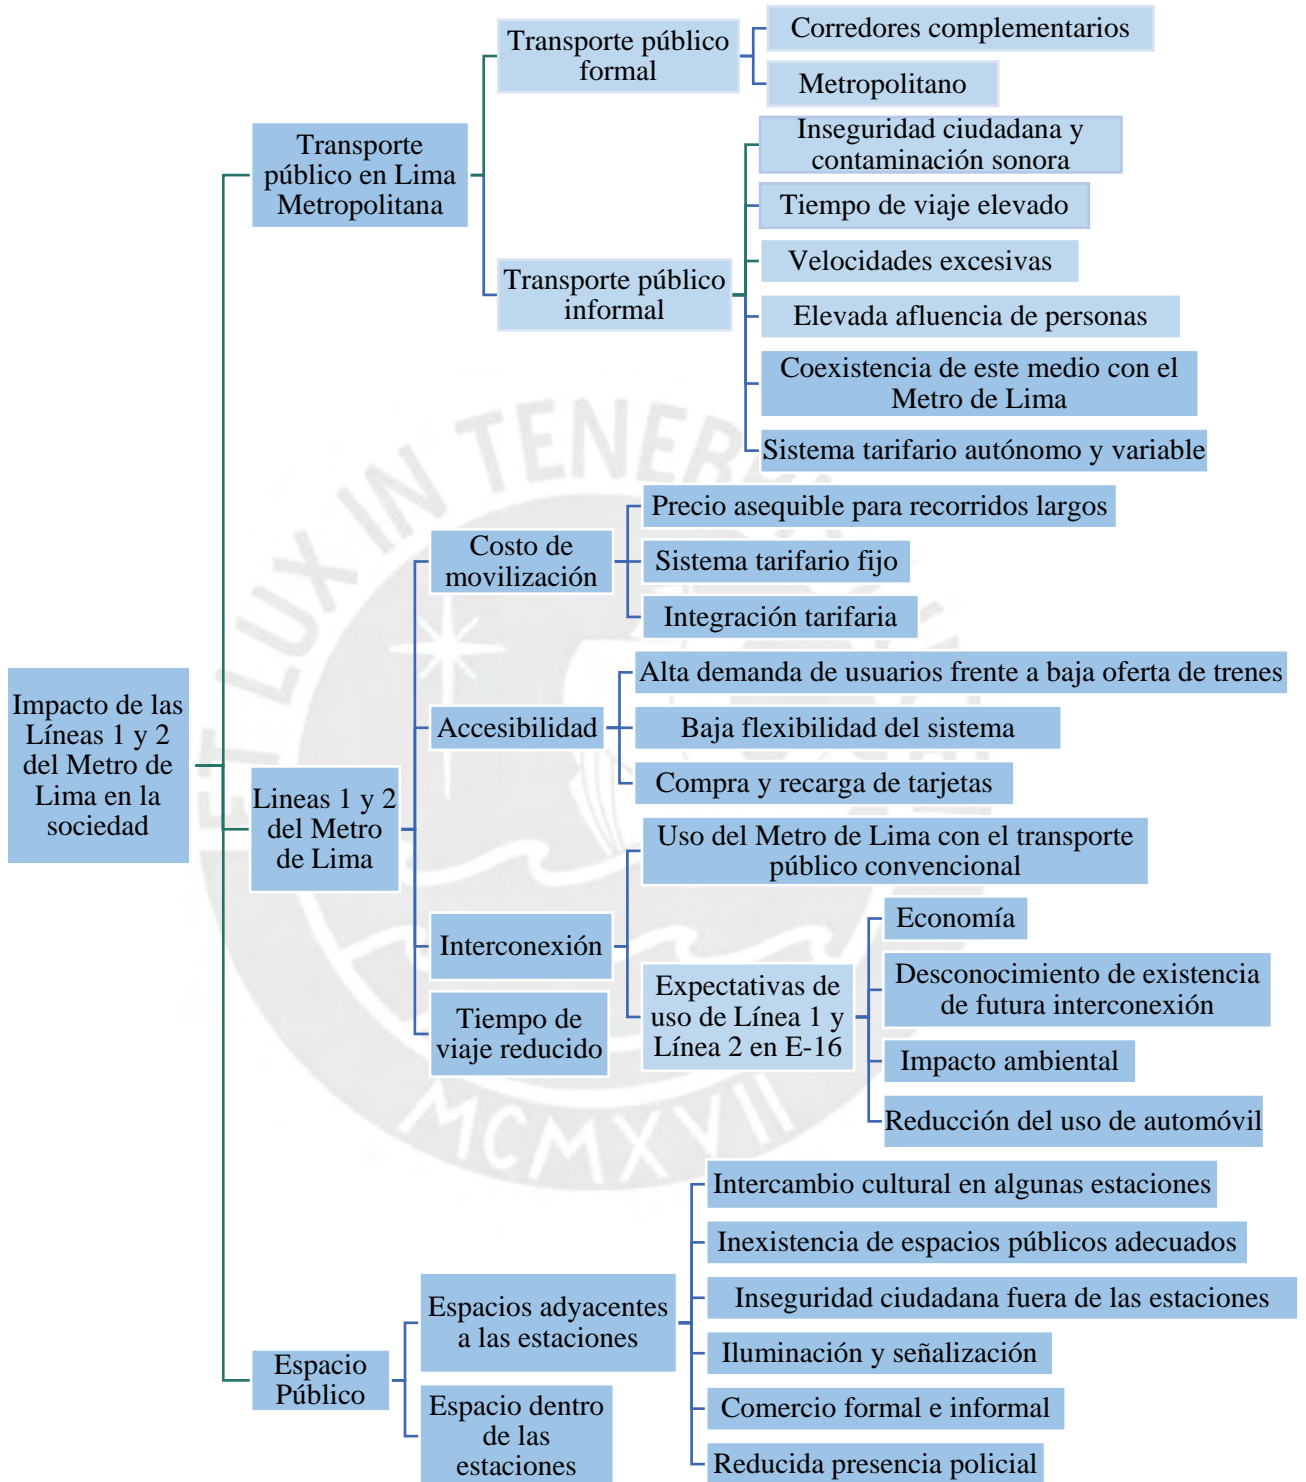 Impacto de las
Líneas 1 y 2
del Metro de
Lima en la
sociedad
Transporte
público en Lima
Metropolitana
Transporte público
formal
Corredores complementarios
Metropolitano
Transporte público
informal
Inseguridad ciudadana y
contaminación sonora
Tiempo de viaje elevado
Velocidades excesivas
Elevada afluencia de personas
Coexistencia de este medio con el
Metro de Lima
Sistema tarifario autónomo y variable
Lineas 1 y 2
del Metro
de Lima
Costo de
movilización
Precio asequible para recorridos largos
Sistema tarifario fijo
Integración tarifaria
Accesibilidad
Alta demanda de usuarios frente a baja oferta de trenes
Baja flexibilidad del sistema
Compra y recarga de tarjetas
Interconexión
Uso del Metro de Lima con el transporte
público convencional
Expectativas de
uso de Línea 1 y
Línea 2 en E-16
Economía
Desconocimiento de existencia
de futura interconexión
Impacto ambiental
Reducción del uso de automóvil
Tiempo de
viaje reducido
Espacio
Público
Espacios adyacentes
a las estaciones
Intercambio cultural en algunas estaciones
Inexistencia de espacios públicos adecuados
Inseguridad ciudadana fuera de las estaciones
Iluminación y señalización
Comercio formal e informal
Reducida presencia policial
Espacio dentro
de las
estaciones
ET LUX IN TENEB
MCMXVII